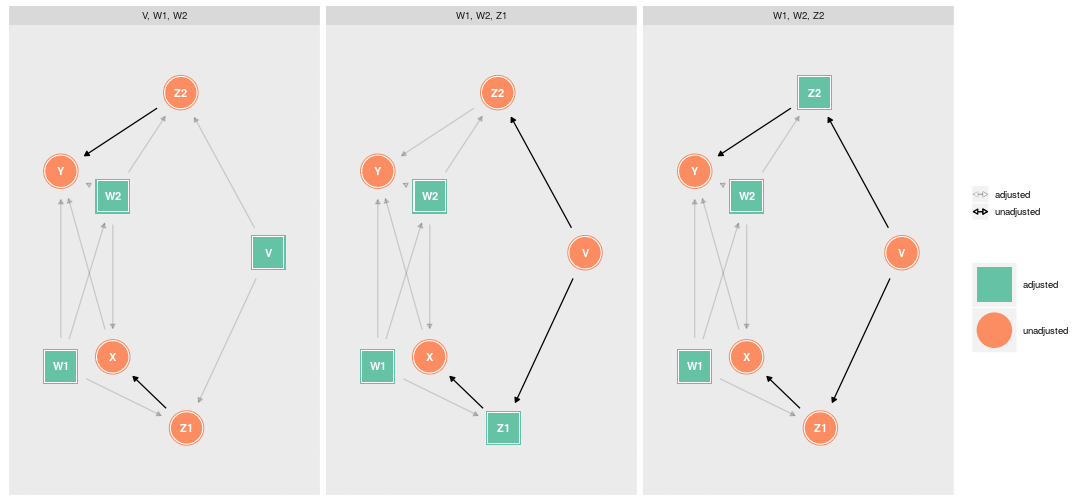 V, W1, W2
Z2
Y
W2
V
W1
X
Z1
W1, W2, Z1
Z2
Y
W2
V
W1
X
Z1
W1, W2, Z2
Z2
Y
W2
V
W1
X
Z1
adjusted
unadjusted
adjusted
unadjusted